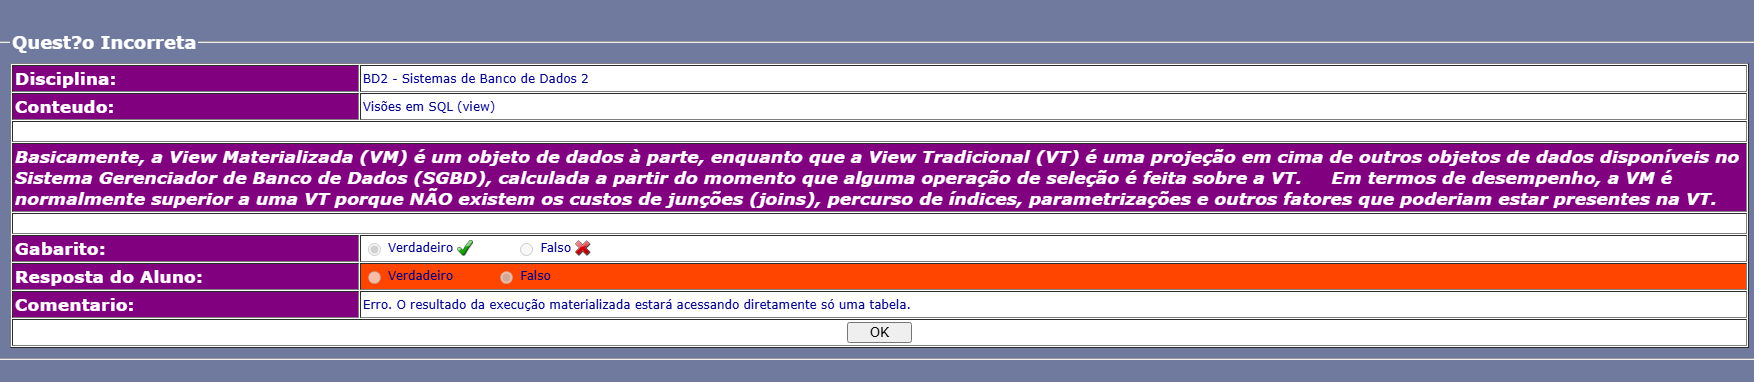 Quest?o Incorreta
Disciplina: BD2 - Sistemas de Banco de Dados 2
Conteudo: Visões em SQL (view)
Basicamente, a View Materializada (VM) é um objeto de dados à parte, enquanto que a View Tradicional (VT) é uma projeção em cima de outros objetos de dados disponíveis no
Sistema Gerenciador de Banco de Dados (SGBD), calculada a partir do momento que alguma operação de seleção é feita sobre a VT. Em termos de desempenho, a VM é
normalmente superior a uma VT porque NÃO existem os custos de junções (joins), percurso de índices, parametrizações e outros fatores que poderiam estar presentes na VT.
Gabarito: Verdadeiro Falso
Resposta do Aluno: Verdadeiro Falso
Comentario: Erro. O resultado da execução materializada estará acessando diretamente só uma tabela.
OK